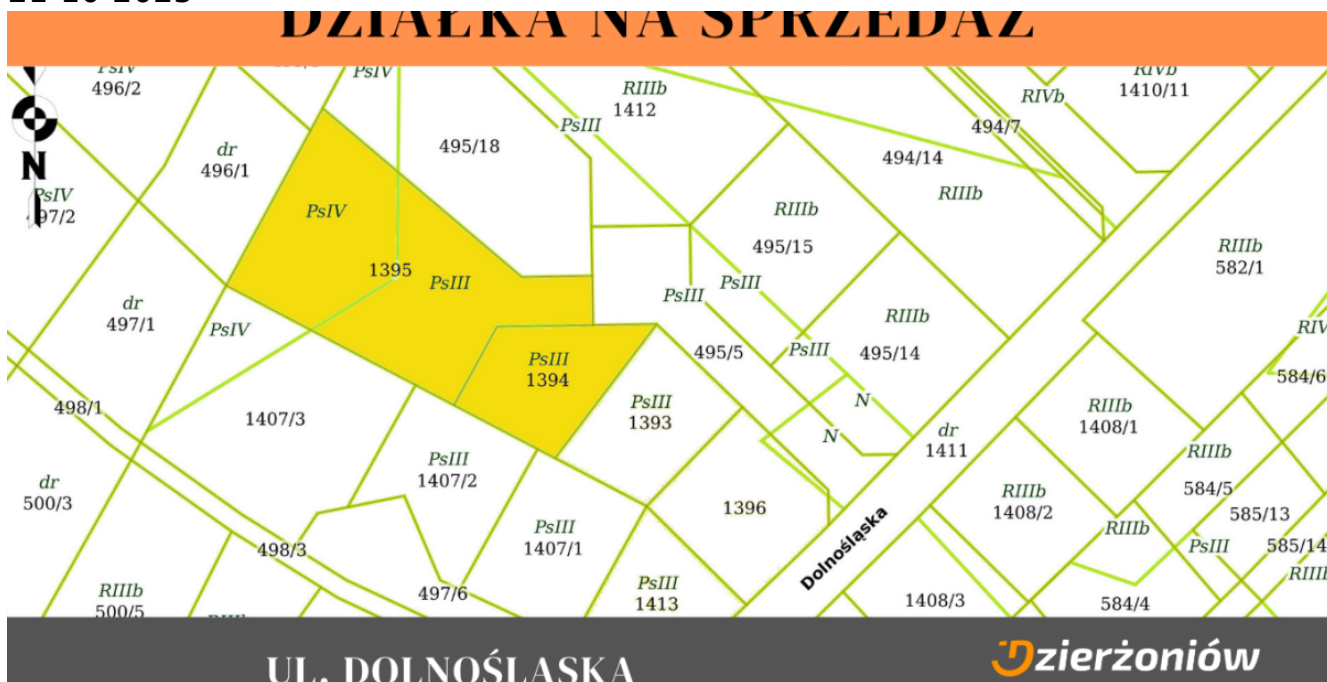 DZIAŁKA NA SPRZEDAŻ
PsIV
496/2
PsIV
RIIIb
1412
RIVb
1410/11
RIVb
PsIII
494/7
495/18
dr
496/1
494/14
RIIIb
PsIV
497/2
PsIV
RIIIb
495/15
RIIIb
582/1
1395
PsIII
PsIII
PsIII
dr
497/1
PsIV
RIIIb
495/14
495/5
PsIII
PsIII
1394
584/6
498/1
1407/3
PsIII
1393
N
N
RIIIb
1408/1
dr
1411
PsIII
1407/2
RIIIb
584/5
dr
500/3
1396
RIIIb
1408/2
585/13
498/3
PsIII
1407/1
Dolnośląska
RIIIb
PsIII
585/14
RIIIb
500/5
497/6
PsIII
1413
1408/3
584/4
N
UL. DOLNOŚLĄSKA
Dzierżoniów